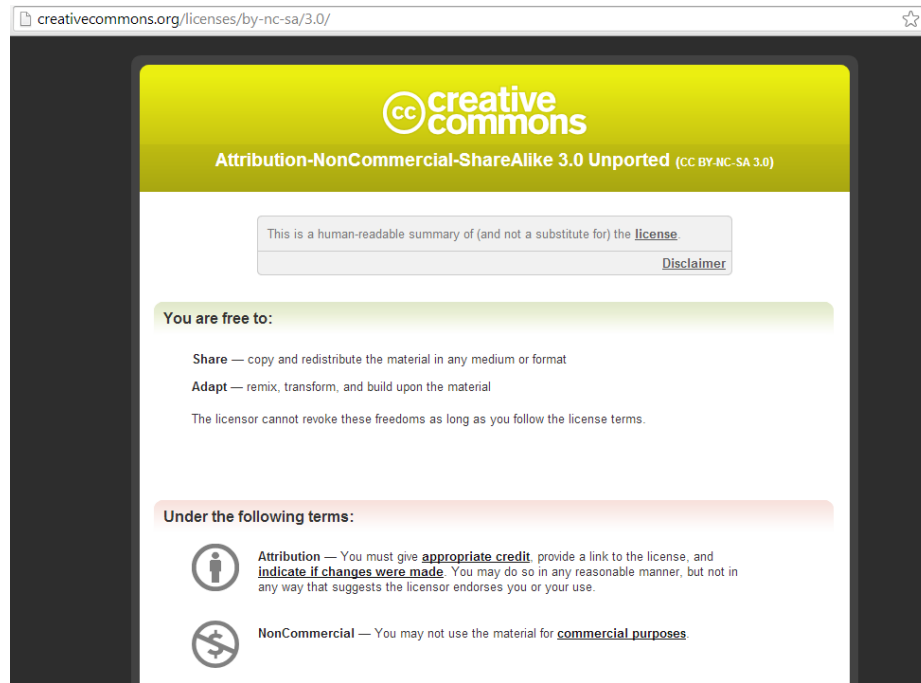 creativecommons.org/licenses/by-nc-sa/3.0/
cc creative
commons
Attribution-NonCommercial-ShareAlike 3.0 Unported (CC BY-NC-SA 3.0)
This is a human-readable summary of (and not a substitute for) the license.
Disclaimer
You are free to:
Share — copy and redistribute the material in any medium or format
Adapt — remix, transform, and build upon the material
The licensor cannot revoke these freedoms as long as you follow the license terms.
Under the following terms:
Attribution — You must give appropriate credit, provide a link to the license, and
indicate if changes were made. You may do so in any reasonable manner, but not in
any way that suggests the licensor endorses you or your use.
NonCommercial — You may not use the material for commercial purposes.